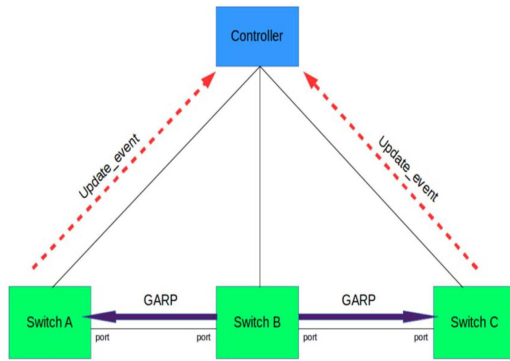 Controller
Update_event
Update_event
GARP
GARP
Switch A
Switch B
Switch C
port
port
port
port